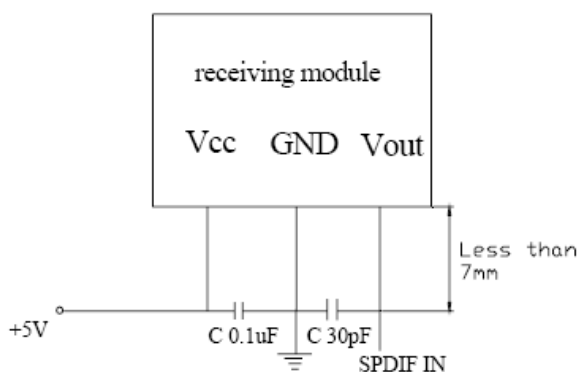 receiving module
Vcc GND Vout
Less than
7mm
+5V
C 0.1uF C 30pF
SPDIF IN